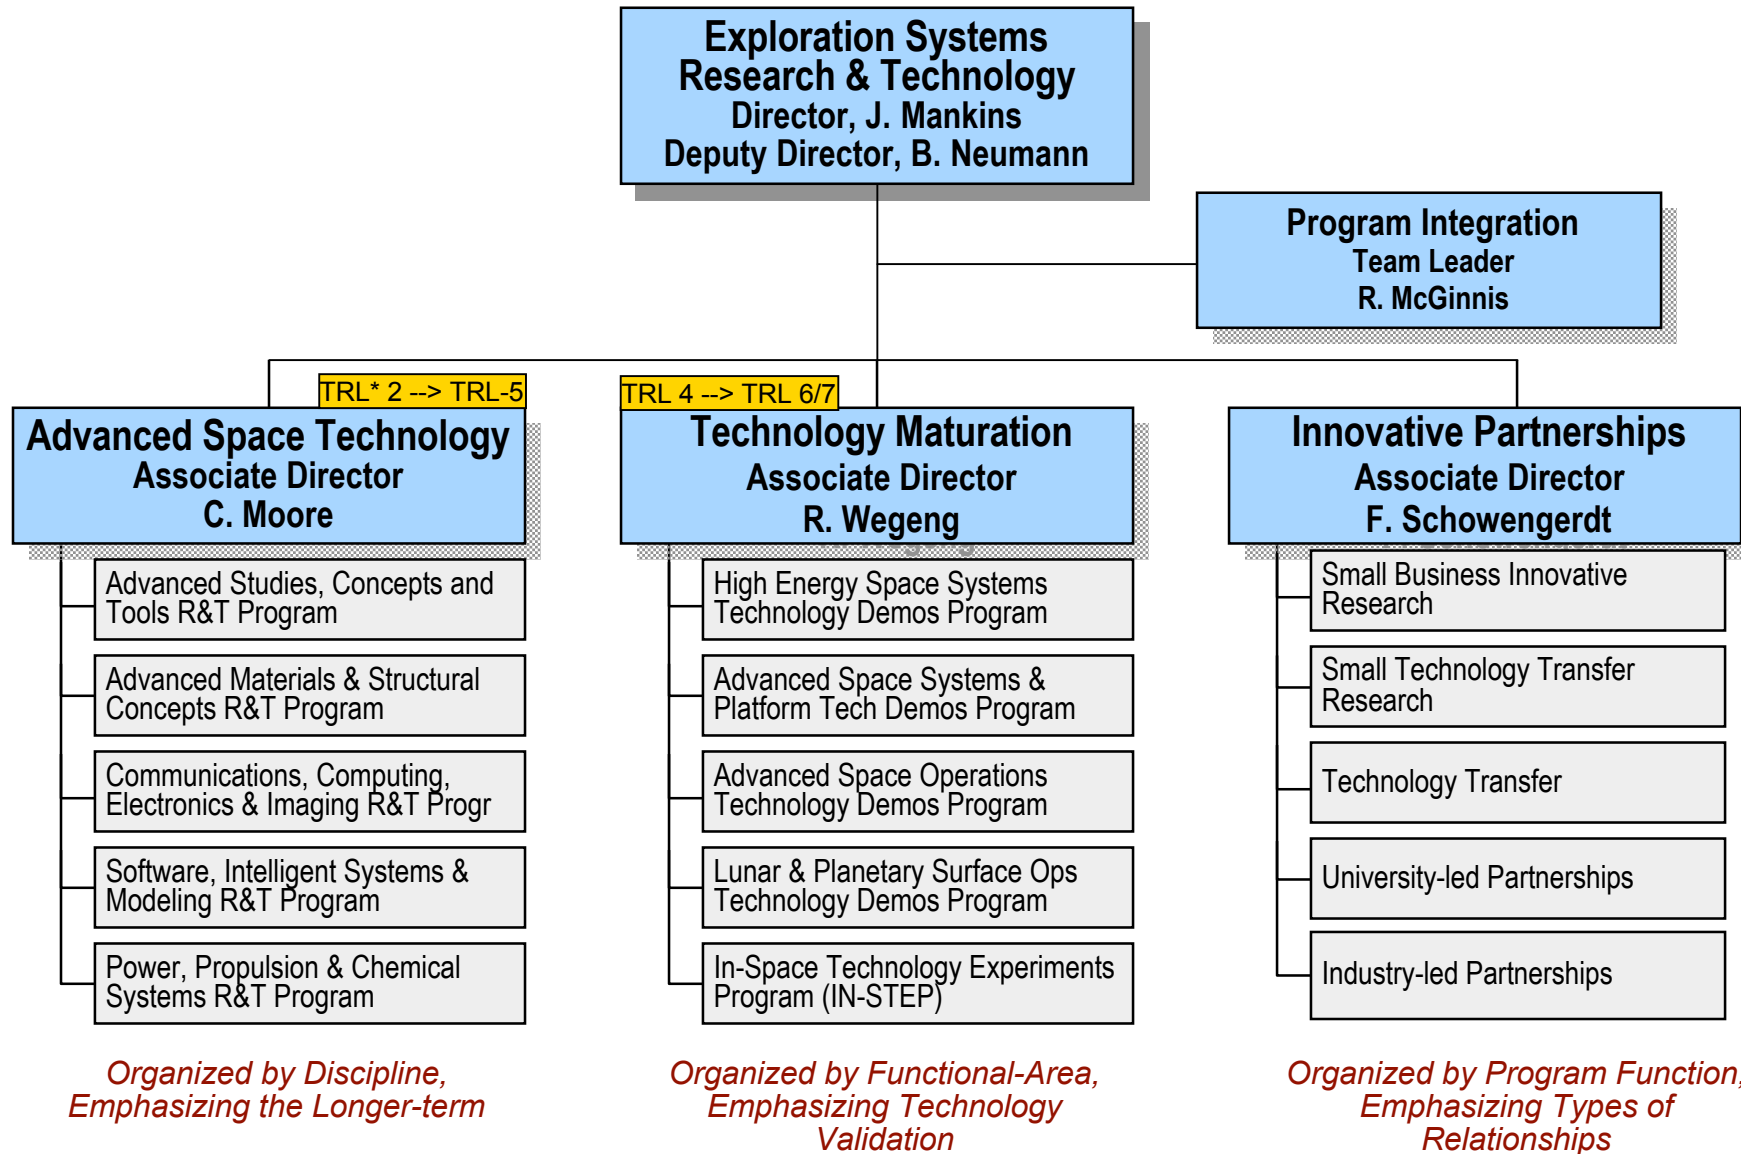 Exploration Systems
Research & Technology
Director, J. Mankins
Deputy Director, B. Neumann
Program Integration
Team Leader
R. McGinnis
TRL* 2 --> TRL-5
Advanced Space Technology
Associate Director
C. Moore
Advanced Studies, Concepts and
Tools R&T Program
Advanced Materials & Structural
Concepts R&T Program
Communications, Computing,
Electronics & Imaging R&T Progr
Software, Intelligent Systems &
Modeling R&T Program
Power, Propulsion & Chemical
Systems R&T Program
Organized by Discipline,
Emphasizing the Longer-term
TRL 4 --> TRL 6/7
Technology Maturation
Associate Director
R. Wegeng
High Energy Space Systems
Technology Demos Program
Advanced Space Systems &
Platform Tech Demos Program
Advanced Space Operations
Technology Demos Program
Lunar & Planetary Surface Ops
Technology Demos Program
In-Space Technology Experiments
Program (IN-STEP)
Organized by Functional-Area,
Emphasizing Technology
Validation
Innovative Partnerships
Associate Director
F. Schowengerdt
Small Business Innovative
Research
Small Technology Transfer
Research
Technology Transfer
University-led Partnerships
Industry-led Partnerships
Organized by Program Function,
Emphasizing Types of
Relationships